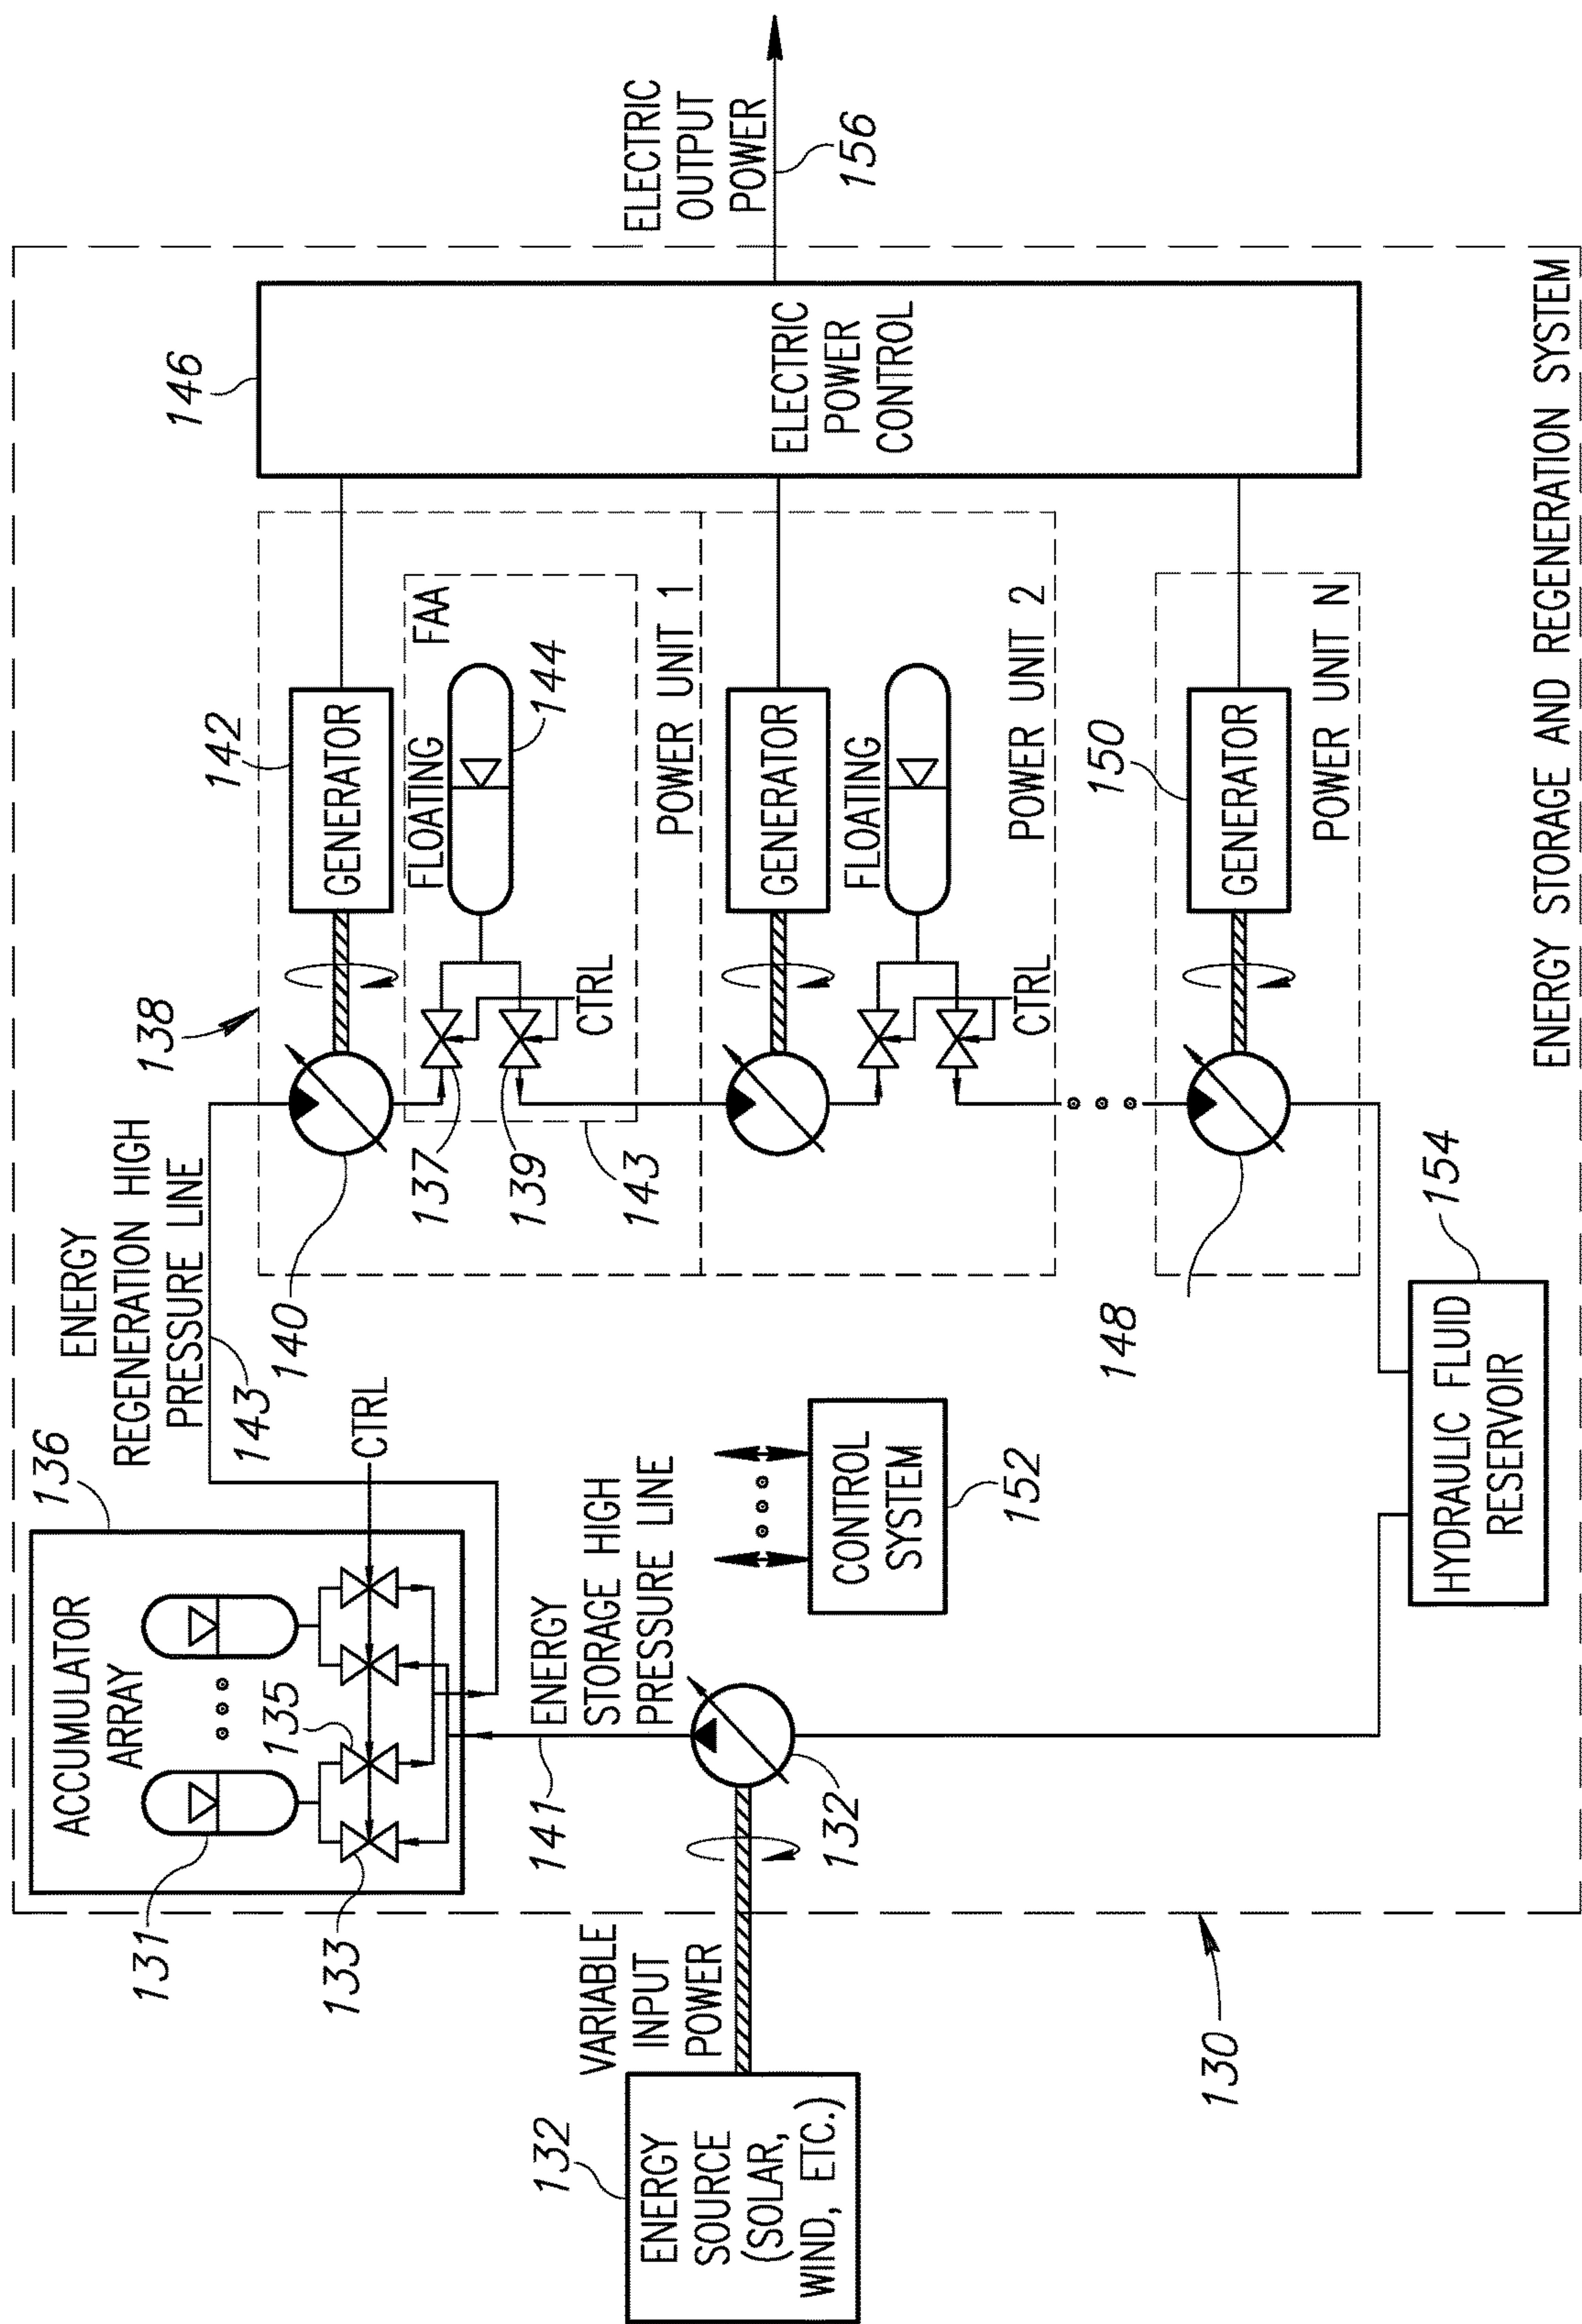 130
132
ENERGY
SOURCE
(SOLAR,
WIND, ETC.)
VARIABLE
INPUT
POWER
132
136
ACCUMULATOR
ARRAY
131
133
135
CTRL
141
ENERGY
STORAGE HIGH
PRESSURE LINE
ENERGY
REGENERATION HIGH
PRESSURE LINE
143
CONTROL
SYSTEM
152
138
140
142
GENERATOR
FAA
FLOATING
144
137
139
CTRL
143
POWER UNIT 1
GENERATOR
FLOATING
CTRL
POWER UNIT 2
148
150
GENERATOR
POWER UNIT N
154
HYDRAULIC FLUID
RESERVOIR
146
ELECTRIC
POWER
CONTROL
ELECTRIC
OUTPUT
POWER
156
ENERGY STORAGE AND REGENERATION SYSTEM